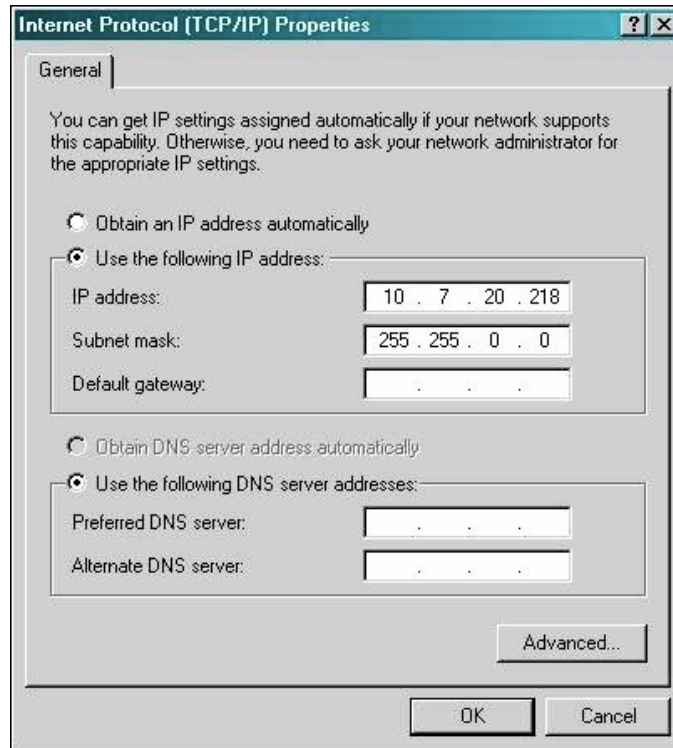 Internet Protocol (TCP/IP) Properties
General
You can get IP settings assigned automatically if your network supports
this capability. Otherwise, you need to ask your network administrator for
the appropriate IP settings.
Obtain an IP address automatically
Use the following IP address:
IP address: 10 . 7 . 20 . 218
Subnet mask: 255 . 255 . 0 . 0
Default gateway: . . .
Obtain DNS server address automatically
Use the following DNS server addresses:
Preferred DNS server: . . .
Alternate DNS server: . . .
Advanced...
OK Cancel